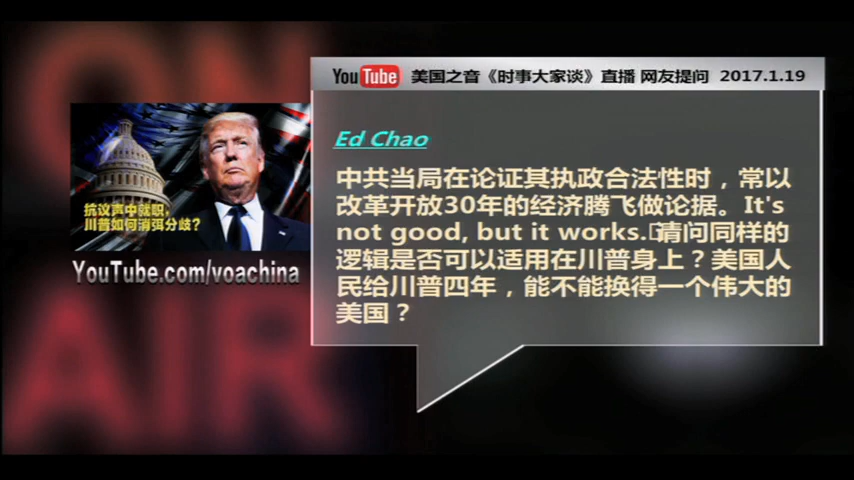 YouTube 美国之音《时事大家谈》直播 网友提问 2017.1.19
Ed Chao
中共当局在论证其执政合法性时，常以
改革开放30年的经济腾飞做论据。It's
not good, but it works. 请问同样的
逻辑是否可以适用在川普身上？美国人
民给川普四年，能不能换得一个伟大的
美国？
抗议声中就职，
川普如何消弭分歧？
YouTube.com/voachina
ON
AIR